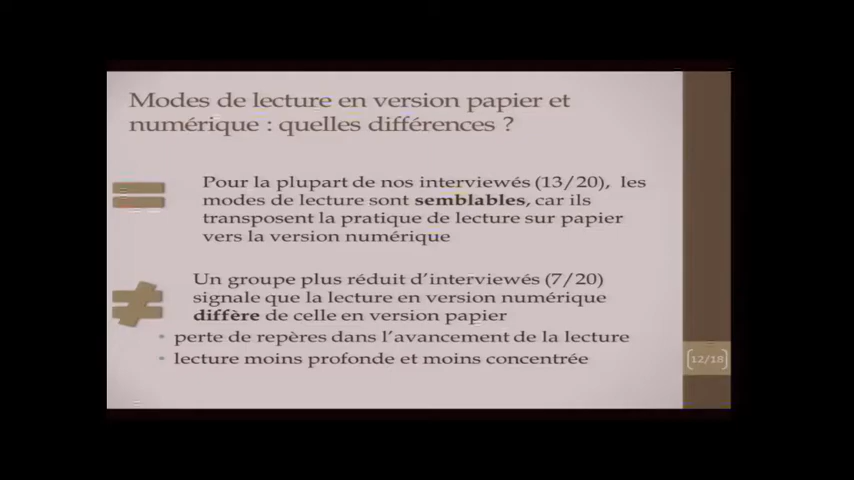 Modes de lecture en version papier et
numérique : quelles différences ?
Pour la plupart de nos interviewés (13/20), les
modes de lecture sont semblables, car ils
transposent la pratique de lecture sur papier
vers la version numérique
Un groupe plus réduit d'interviewés (7/20)
signale que la lecture en version numérique
diffère de celle en version papier
• perte de repères dans l'avancement de la lecture
• lecture moins profonde et moins concentrée
12/18